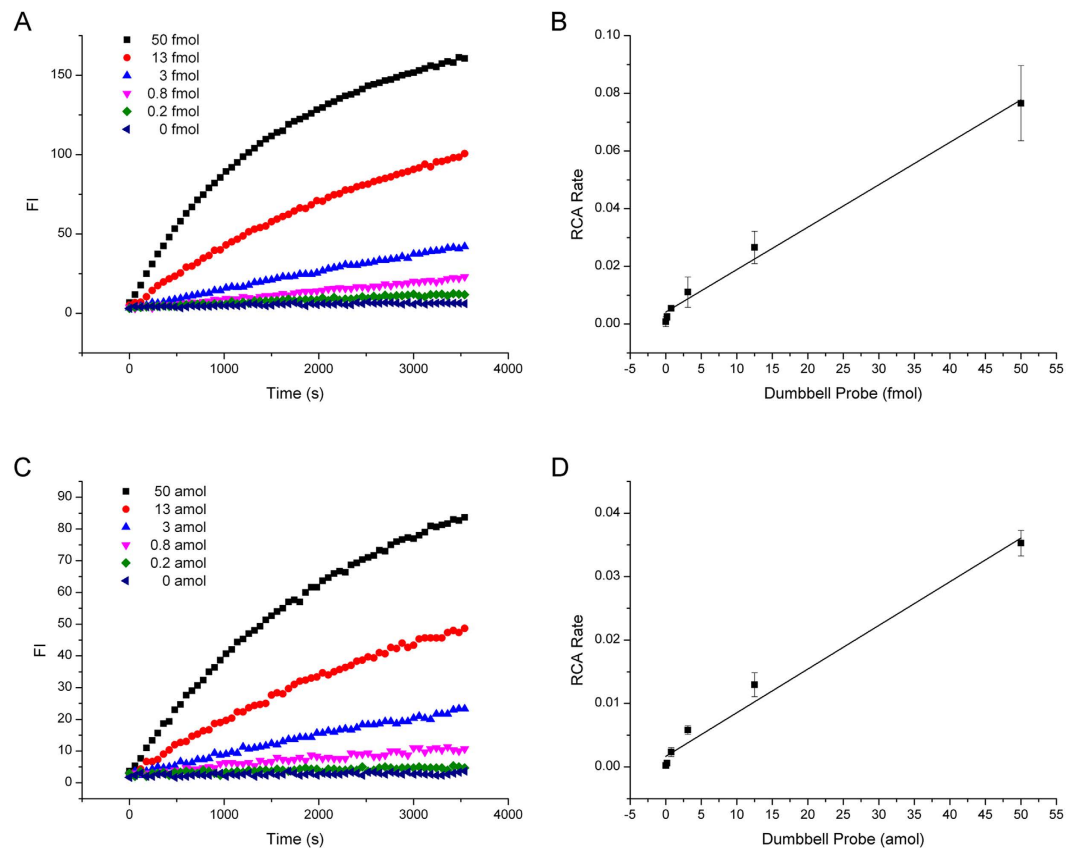 A
50 fmol
13 fmol
3 fmol
0.8 fmol
0.2 fmol
0 fmol
150
100
50
0
FI
0 1000 2000 3000 4000
Time (s)
B
0.10
0.08
0.06
0.04
0.02
0.00
RCA Rate
-5 0 5 10 15 20 25 30 35 40 45 50 55
Dumbbell Probe (fmol)
C
50 amol
13 amol
3 amol
0.8 amol
0.2 amol
0 amol
90
80
70
60
50
40
30
20
10
0
FI
0 1000 2000 3000 4000
Time (s)
D
0.04
0.03
0.02
0.01
0.00
RCA Rate
-5 0 5 10 15 20 25 30 35 40 45 50 55
Dumbbell Probe (amol)